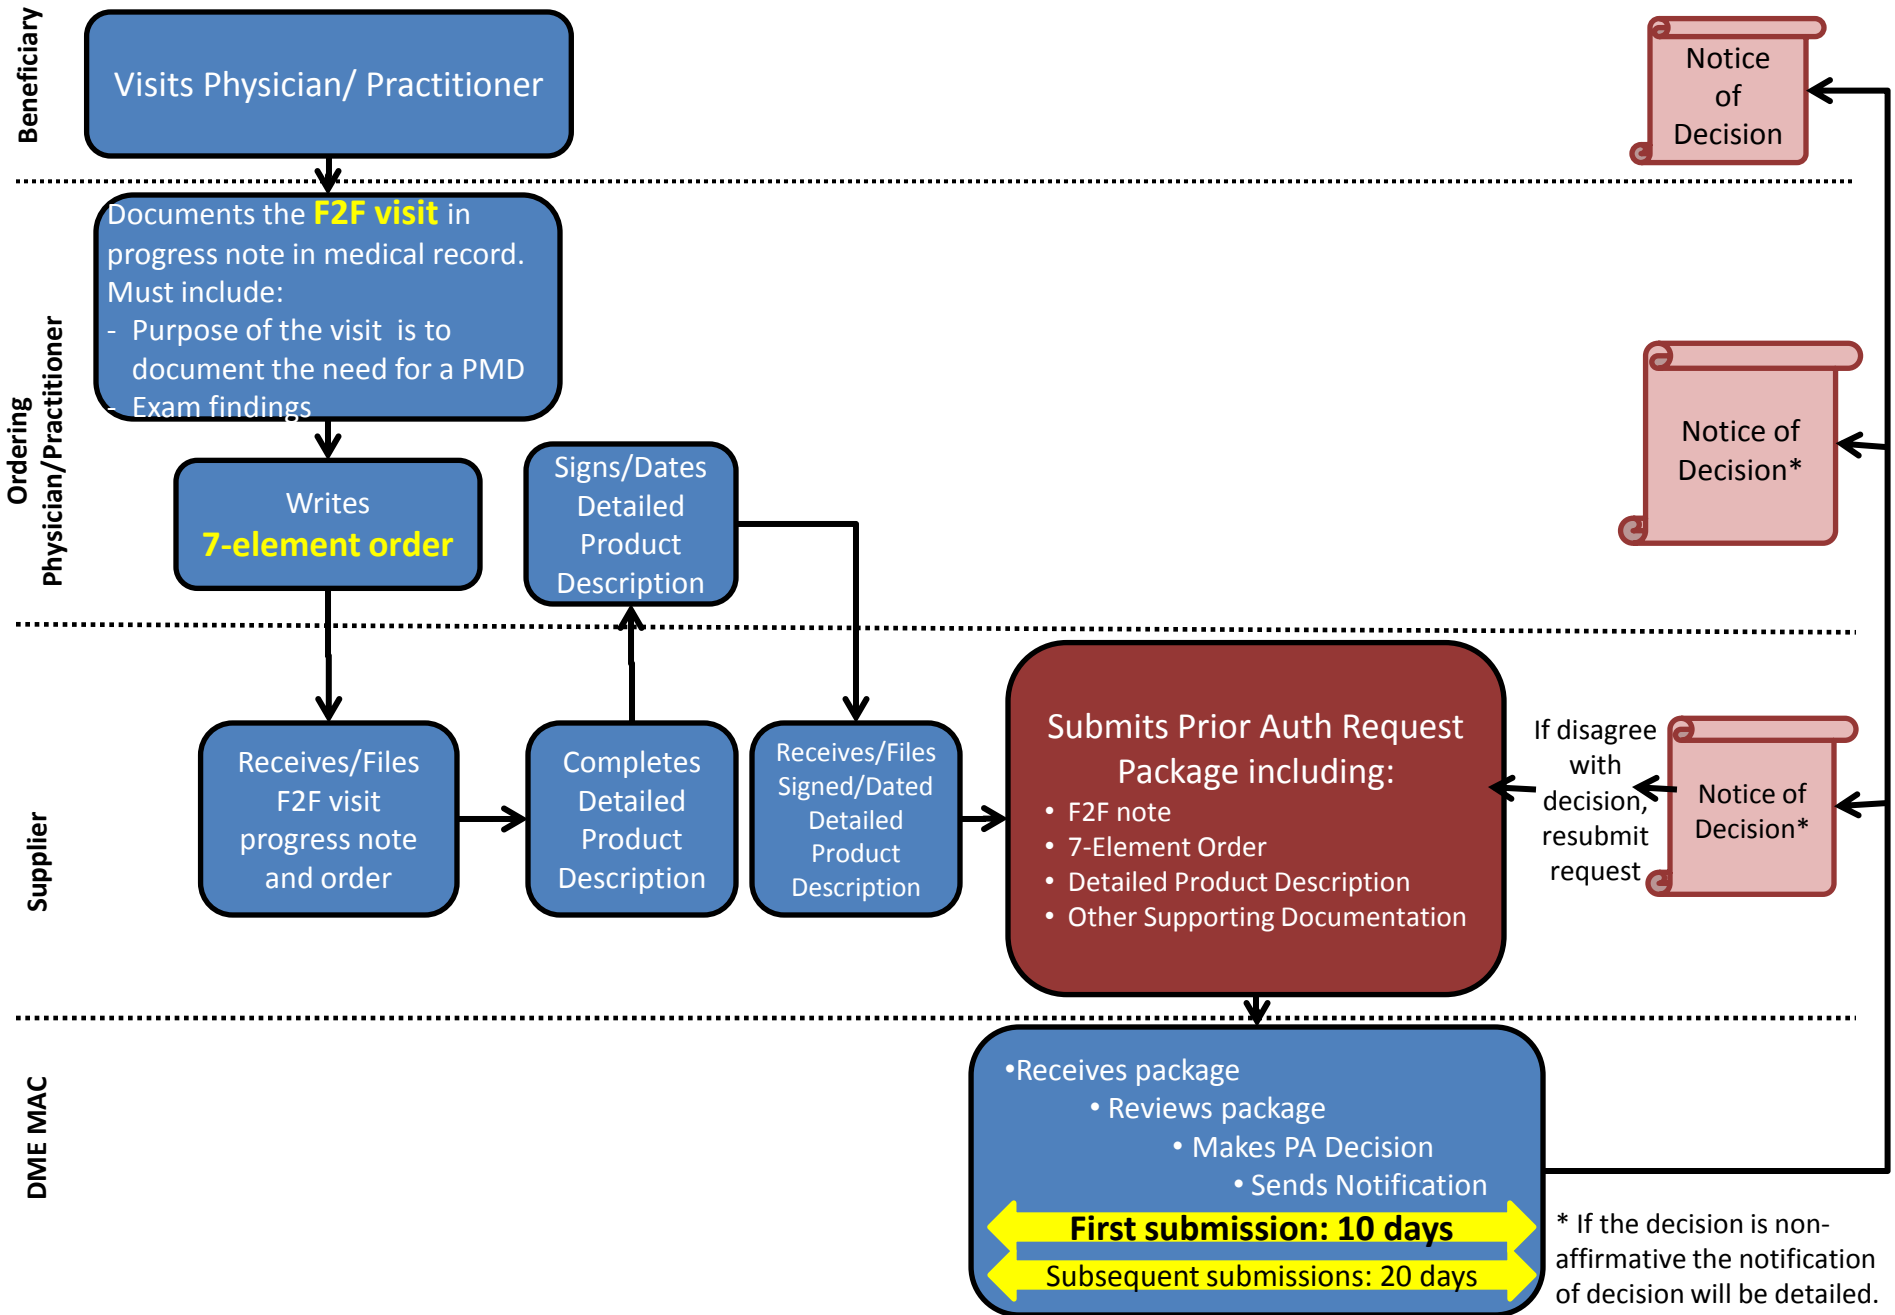 Beneficiary
Visits Physician/ Practitioner
Notice
of
Decision
Ordering
Physician/Practitioner
Documents the F2F visit in
progress note in medical record.
Must include:
- Purpose of the visit is to
document the need for a PMD
- Exam findings
Writes
7-element order
Signs/Dates
Detailed
Product
Description
Notice of
Decision*
Supplier
Receives/Files
F2F visit
progress note
and order
Completes
Detailed
Product
Description
Receives/Files
Signed/Dated
Detailed
Product
Description
Submits Prior Auth Request
Package including:
• F2F note
• 7-Element Order
• Detailed Product Description
• Other Supporting Documentation
If disagree
with
decision,
resubmit
request
Notice of
Decision*
DME MAC
•Receives package
• Reviews package
• Makes PA Decision
• Sends Notification
First submission: 10 days
Subsequent submissions: 20 days
* If the decision is non-
affirmative the notification
of decision will be detailed.